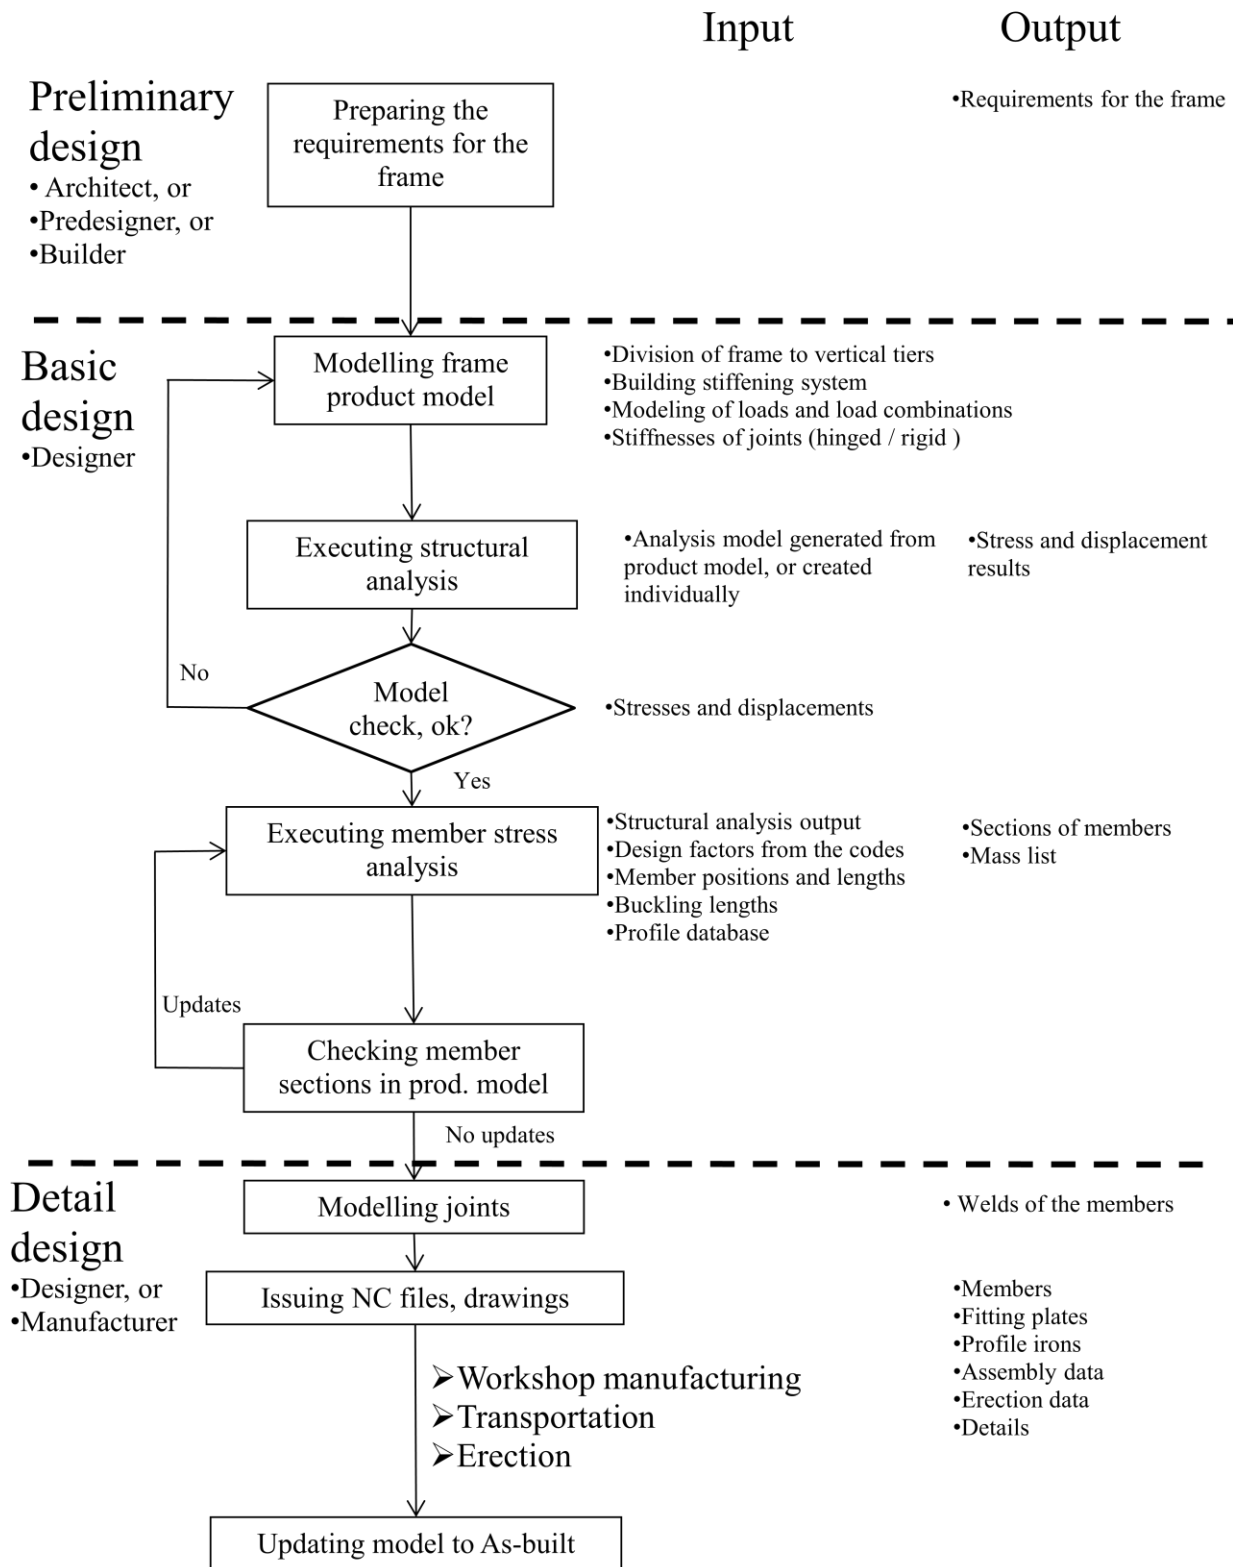 Input
Output
Preliminary
design
• Architect, or
•Predesigner, or
•Builder
Preparing the
requirements for the
frame
•Requirements for the frame
Basic
design
•Designer
Modelling frame
product model
•Division of frame to vertical tiers
•Building stiffening system
•Modeling of loads and load combinations
•Stiffnesses of joints (hinged / rigid )
Executing structural
analysis
•Analysis model generated from
product model, or created
individually
•Stress and displacement
results
No
Model
check, ok?
•Stresses and displacements
Yes
Executing member stress
analysis
•Structural analysis output
•Design factors from the codes
•Member positions and lengths
•Buckling lengths
•Profile database
•Sections of members
•Mass list
Updates
Checking member
sections in prod. model
No updates
Detail
design
•Designer, or
•Manufacturer
Modelling joints
• Welds of the members
Issuing NC files, drawings
•Members
•Fitting plates
•Profile irons
•Assembly data
•Erection data
•Details
➢Workshop manufacturing
➢Transportation
➢Erection
Updating model to As-built